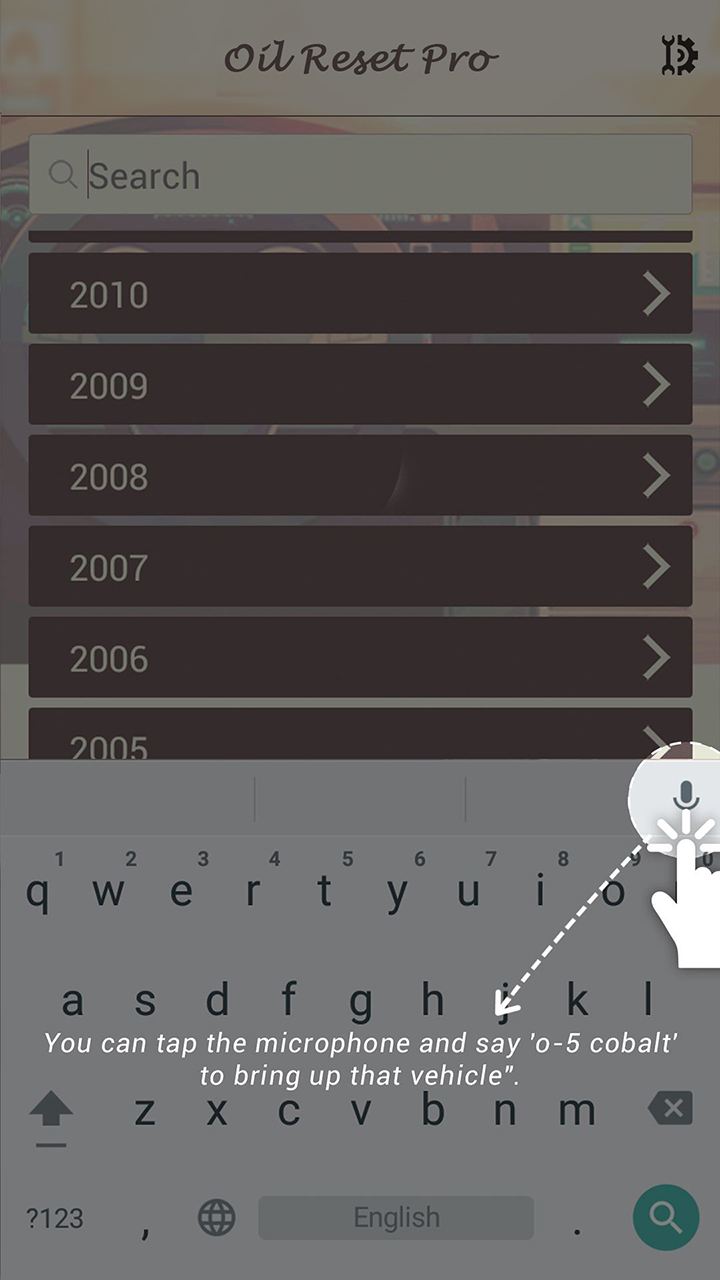 Oil Reset Pro
Search
2010
2009
2008
2007
2006
2005
1 2 3 4 5 6 7 8 9 0
q w e r t y u i o
a s d f g h j k l
You can tap the microphone and say 'o-5 cobalt'
to bring up that vehicle".
z x c v b n m
?123 , English .